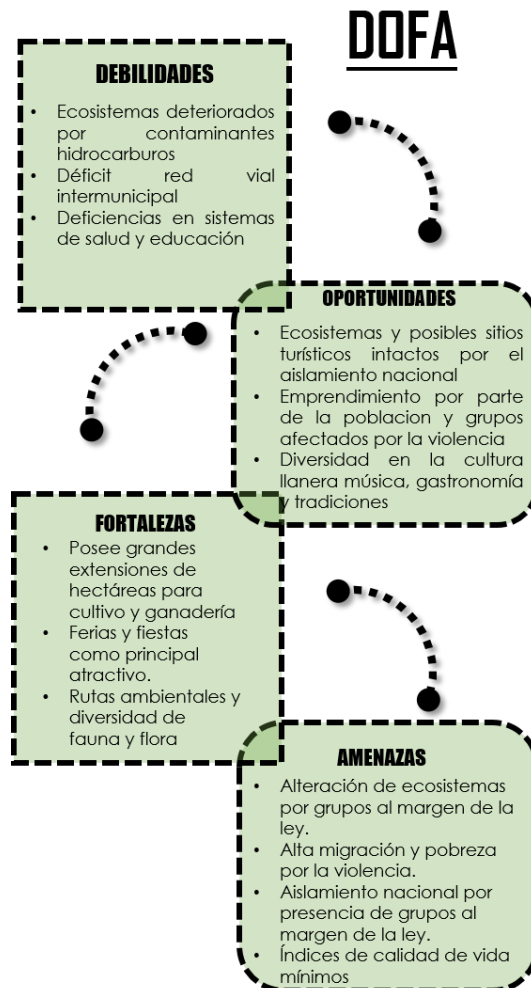 DOFA
DEBILIDADES
• Ecosistemas deteriorados
por contaminantes
hidrocarburos
• Déficit red vial
intermunicipal
• Deficiencias en sistemas
de salud y educación
OPORTUNIDADES
• Ecosistemas y posibles sitios
turísticos intactos por el
aislamiento nacional
• Emprendimiento por parte
de la poblacion y grupos
afectados por la violencia
• Diversidad en la cultura
llanera música, gastronomía
y tradiciones
FORTALEZAS
• Posee grandes
extensiones de
hectáreas para
cultivo y ganadería
• Ferias y fiestas
como principal
atractivo.
• Rutas ambientales y
diversidad de
fauna y flora
AMENAZAS
• Alteración de ecosistemas
por grupos al margen de la
ley.
• Alta migración y pobreza
por la violencia.
• Aislamiento nacional por
presencia de grupos al
margen de la ley.
• Índices de calidad de vida
mínimos